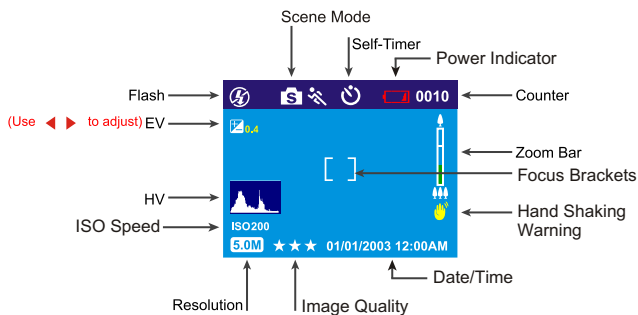 Scene Mode
Self-Timer
Power Indicator
Flash
S
0010
Counter
(Use ◀ ▶ to adjust) EV
0.4
Zoom Bar
Focus Brackets
HV
ISO Speed
ISO200
Hand Shaking
Warning
5.0M ★★★ 01/01/2003 12:00AM
Date/Time
Resolution
Image Quality